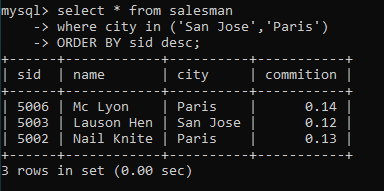 mysql> select * from salesman
    -> where city in ('San Jose','Paris')
    -> ORDER BY sid desc;
+------+------------+----------+-----------+
| sid  | name       | city     | commition |
+------+------------+----------+-----------+
| 5006 | Mc Lyon    | Paris    |      0.14 |
| 5003 | Lauson Hen | San Jose |      0.12 |
| 5002 | Nail Knite | Paris    |      0.13 |
+------+------------+----------+-----------+
3 rows in set (0.00 sec)